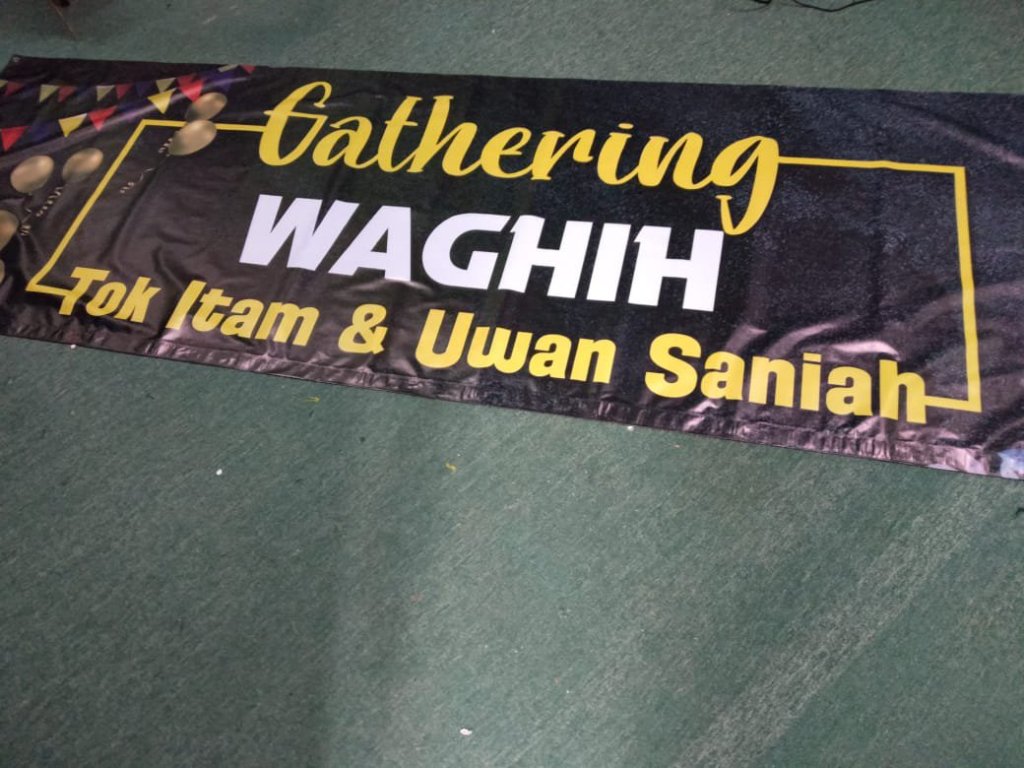 Gathering
WAGHIH
Tok Itam & Uwan Saniah